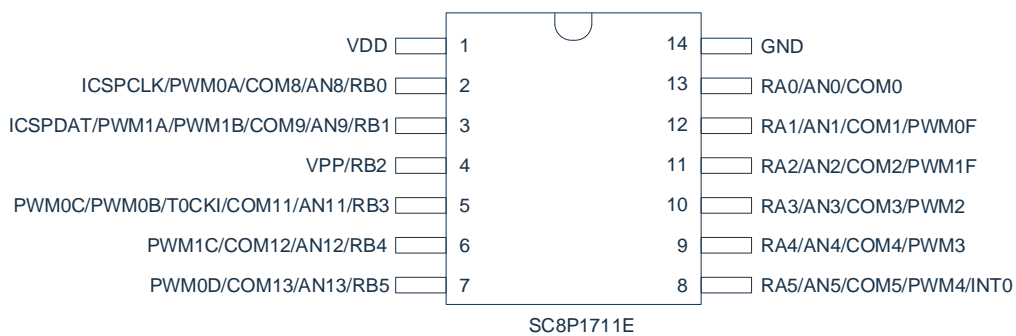 VDD 1 14 GND
ICSPCLK/PWM0A/COM8/AN8/RB0 2 13 RA0/AN0/COM0
ICSPDAT/PWM1A/PWM1B/COM9/AN9/RB1 3 12 RA1/AN1/COM1/PWM0F
VPP/RB2 4 11 RA2/AN2/COM2/PWM1F
PWM0C/PWM0B/T0CKI/COM11/AN11/RB3 5 10 RA3/AN3/COM3/PWM2
PWM1C/COM12/AN12/RB4 6 9 RA4/AN4/COM4/PWM3
PWM0D/COM13/AN13/RB5 7 8 RA5/AN5/COM5/PWM4/INT0
SC8P1711E